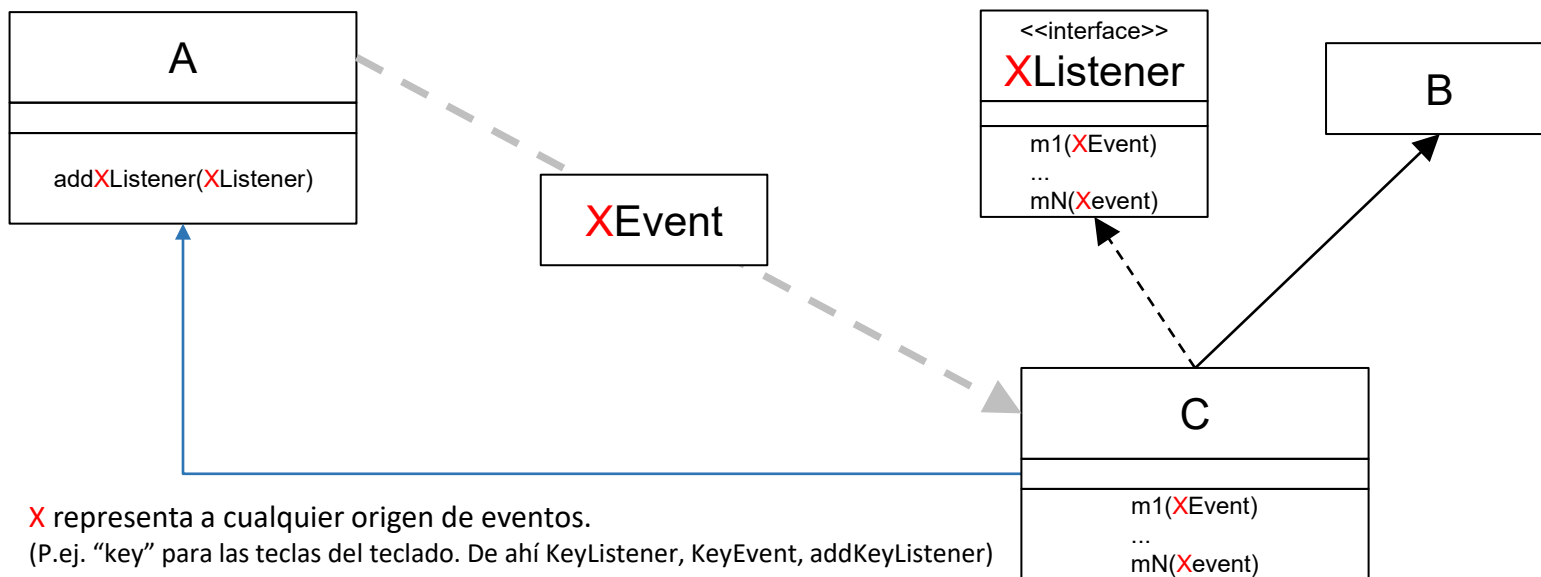 A
addXListener(XListener)
XEvent
<<interface>>
XListener
m1(XEvent)
...
mN(Xevent)
B
C
m1(XEvent)
...
mN(Xevent)
X representa a cualquier origen de eventos.
(P.ej. “key” para las teclas del teclado. De ahí KeyListener, KeyEvent, addKeyListener)